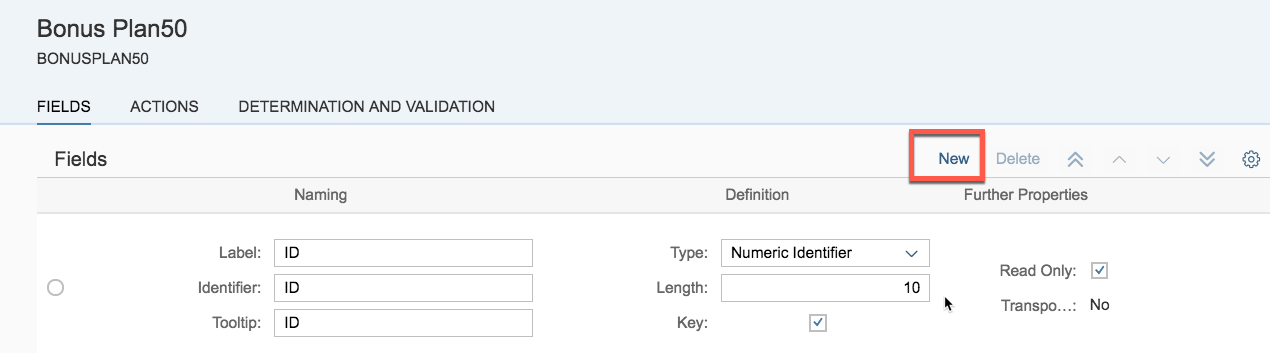 Bonus Plan50
BONUSPLAN50
FIELDS ACTIONS DETERMINATION AND VALIDATION
Fields New Delete
Naming Definition Further Properties
Label: ID Type: Numeric Identifier
Read Only:
Identifier: ID Length: 10
Transpo...: No
Tooltip: ID Key: